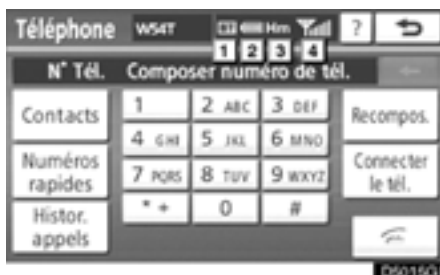 Téléphone W54T Hm ?
1 2 3 4
N° Tél. Composer numéro de tél.
Contacts
Numéros
rapides
Histor.
appels
1 2 ABC 3 DEF
4 GHI 5 JKL 6 MNO
7 PQRS 8 TUV 9 WXYZ
* + 0 #
Recompos.
Connecter
le tél.